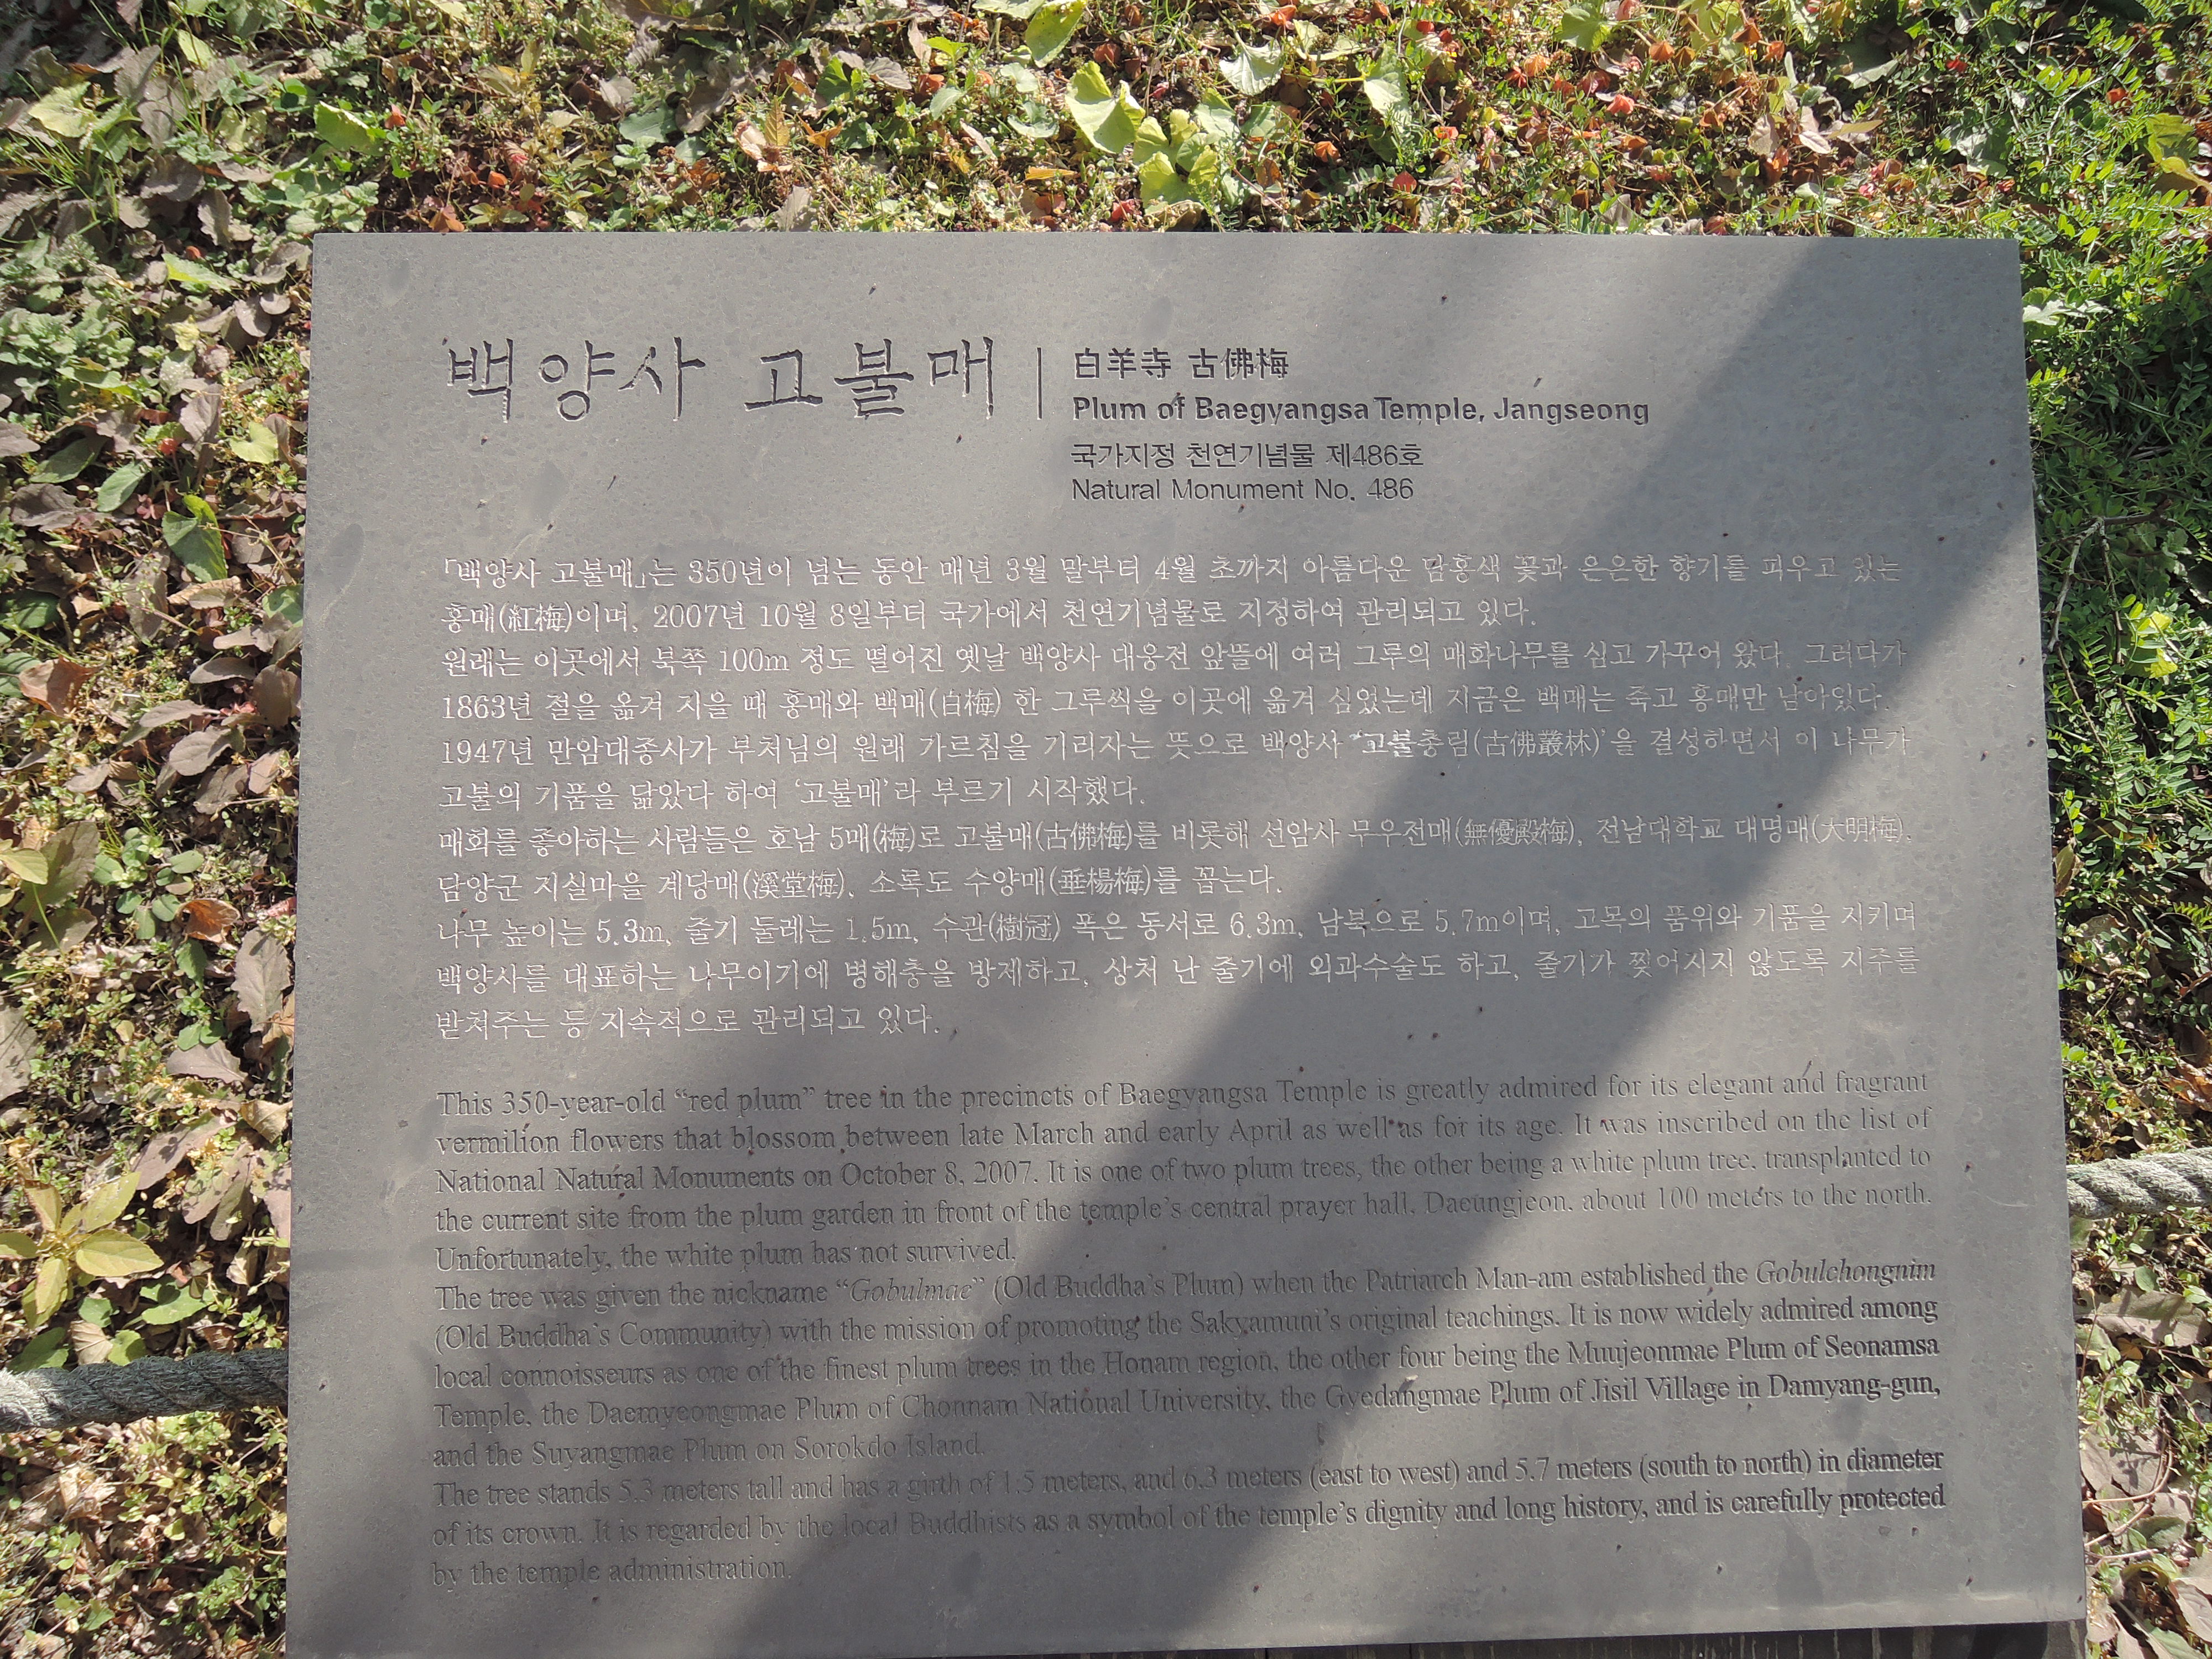 백양사 고불매
白羊寺 古佛梅
Plum of Baegyangsa Temple, Jangseong
국가지정 천연기념물 제486호
Natural Monument No. 486
「백양사 고불매」는 350년이 넘는 동안 매년 3월 말부터 4월 초까지 아름다운 담홍색 꽃과 은은한 향기를 피우고 있는
홍매(紅梅)이며, 2007년 10월 8일부터 국가에서 천연기념물로 지정하여 관리되고 있다.
원래는 이곳에서 북쪽 100m 정도 떨어진 옛날 백양사 대웅전 앞뜰에 여러 그루의 매화나무를 심고 가꾸어 왔다. 그러다가
1863년 절을 옮겨 지을 때 홍매와 백매(白梅) 한 그루씩을 이곳에 옮겨 심었는데 지금은 백매는 죽고 홍매만 남아있다.
1947년 만암대종사가 부처님의 원래 가르침을 기리자는 뜻으로 백양사 '고불총림(古佛叢林)'을 결성하면서 이 나무가
고불의 기품을 닮았다 하여 '고불매'라 부르기 시작했다.
매화를 좋아하는 사람들은 호남 5매(梅)로 고불매(古佛梅)를 비롯해 선암사 무우전매(無優殿梅), 전남대학교 대명매(大明梅),
담양군 지실마을 계당매(溪堂梅), 소록도 수양매(垂楊梅)를 꼽는다.
나무 높이는 5.3m, 줄기 둘레는 1.5m, 수관(樹冠) 폭은 동서로 6.3m, 남북으로 5.7m이며, 고목의 품위와 기품을 지키며
백양사를 대표하는 나무이기에 병해충을 방제하고, 상처 난 줄기에 외과수술도 하고, 줄기가 찢어지지 않도록 지주를
받쳐주는 등 지속적으로 관리되고 있다.
This 350-year-old “red plum” tree in the precincts of Baegyangsa Temple is greatly admired for its elegant and fragrant
vermilion flowers that blossom between late March and early April as well as for its age. It was inscribed on the list of
National Natural Monuments on October 8, 2007. It is one of two plum trees, the other being a white plum tree, transplanted to
the current site from the plum garden in front of the temple's central prayer hall, Daeungjeon, about 100 meters to the north.
Unfortunately, the white plum has not survived.
The tree was given the nickname “Gobulmae” (Old Buddha's Plum) when the Patriarch Man-am established the Gobulchongnim
(Old Buddha's Community) with the mission of promoting the Sakyamuni's original teachings. It is now widely admired among
local connoisseurs as one of the finest plum trees in the Honam region, the other four being the Muujeonmae Plum of Seonamsa
Temple, the Daemyeongmae Plum of Chonnam National University, the Gyedangmae Plum of Jisil Village in Damyang-gun,
and the Suyangmae Plum on Sorokdo Island.
The tree stands 5.3 meters tall and has a girth of 1.5 meters, and 6.3 meters (east to west) and 5.7 meters (south to north) in diameter
of its crown. It is regarded by the local Buddhists as a symbol of the temple's dignity and long history, and is carefully protected
by the temple administration.